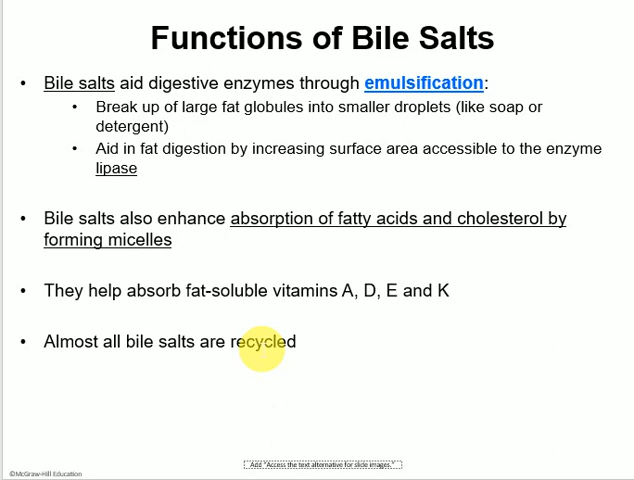 Functions of Bile Salts
• Bile salts aid digestive enzymes through emulsification:
• Break up of large fat globules into smaller droplets (like soap or
detergent)
• Aid in fat digestion by increasing surface area accessible to the enzyme
lipase
• Bile salts also enhance absorption of fatty acids and cholesterol by
forming micelles
• They help absorb fat-soluble vitamins A, D, E and K
• Almost all bile salts are recycled
Add "Access the text alternative for slide images."
©McGraw-Hill Education